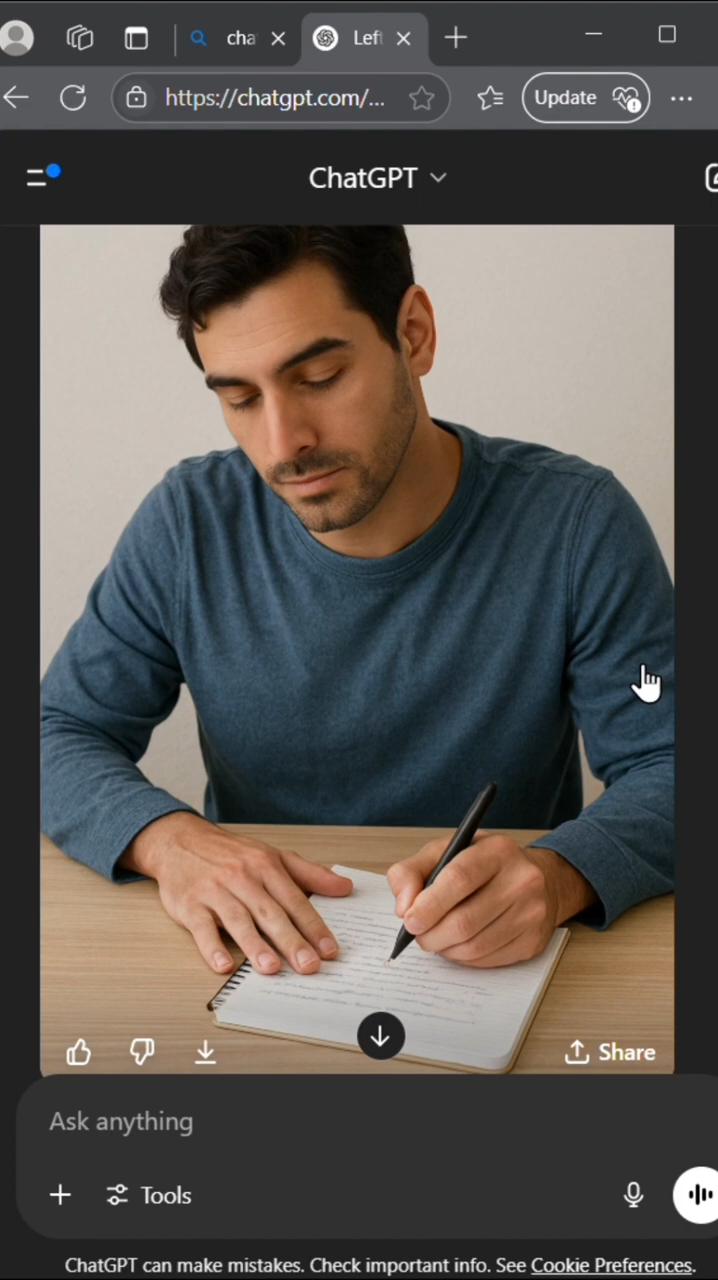 cha
Left
https://chatgpt.com/...
Update
ChatGPT
Share
Ask anything
Tools
ChatGPT can make mistakes. Check important info. See Cookie Preferences.